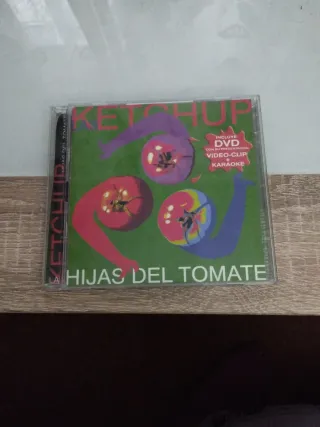 KETCHUP
INCLUYE
DVD
VIDEO-CLIP
+
KARAOKE
KETCHUP
HIJAS DEL TOMATE